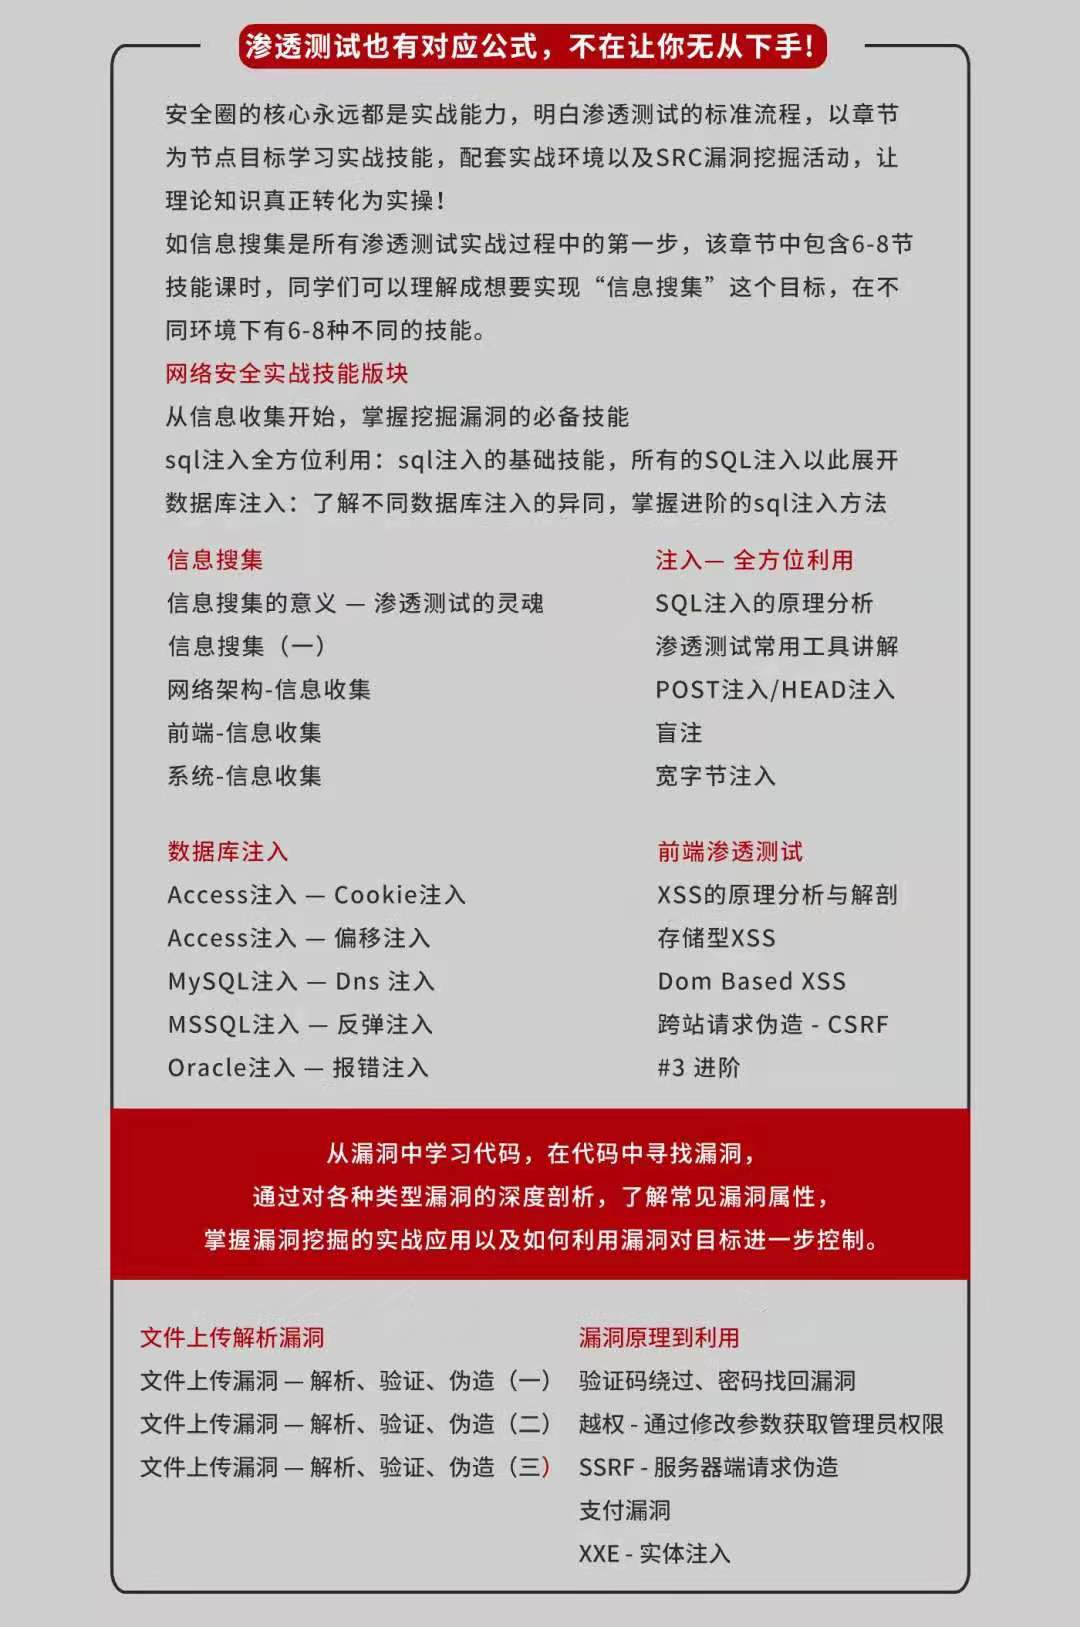 渗透测试也有对应公式，不在让你无从下手!
安全圈的核心永远都是实战能力，明白渗透测试的标准流程，以章节
为节点目标学习实战技能，配套实战环境以及SRC漏洞挖掘活动，让
理论知识真正转化为实操！
如信息搜集是所有渗透测试实战过程中的第一步，该章节中包含6-8节
技能课时，同学们可以理解成想要实现“信息搜集”这个目标，在不
同环境下有6-8种不同的技能。
网络安全实战技能版块
从信息收集开始，掌握挖掘漏洞的必备技能
sql注入全方位利用：sql注入的基础技能，所有的SQL注入以此展开
数据库注入：了解不同数据库注入的异同，掌握进阶的sql注入方法
信息搜集
信息搜集的意义 — 渗透测试的灵魂
信息搜集（一）
网络架构-信息收集
前端-信息收集
系统-信息收集
注入— 全方位利用
SQL注入的原理分析
渗透测试常用工具讲解
POST注入/HEAD注入
盲注
宽字节注入
数据库注入
Access注入 — Cookie注入
Access注入 — 偏移注入
MySQL注入 — Dns 注入
MSSQL注入 — 反弹注入
Oracle注入 — 报错注入
前端渗透测试
XSS的原理分析与解剖
存储型XSS
Dom Based XSS
跨站请求伪造 - CSRF
#3 进阶
从漏洞中学习代码，在代码中寻找漏洞，
通过对各种类型漏洞的深度剖析，了解常见漏洞属性，
掌握漏洞挖掘的实战应用以及如何利用漏洞对目标进一步控制。
文件上传解析漏洞
文件上传漏洞 — 解析、验证、伪造（一）
文件上传漏洞 — 解析、验证、伪造（二）
文件上传漏洞 — 解析、验证、伪造（三）
漏洞原理到利用
验证码绕过、密码找回漏洞
越权 - 通过修改参数获取管理员权限
SSRF - 服务器端请求伪造
支付漏洞
XXE - 实体注入